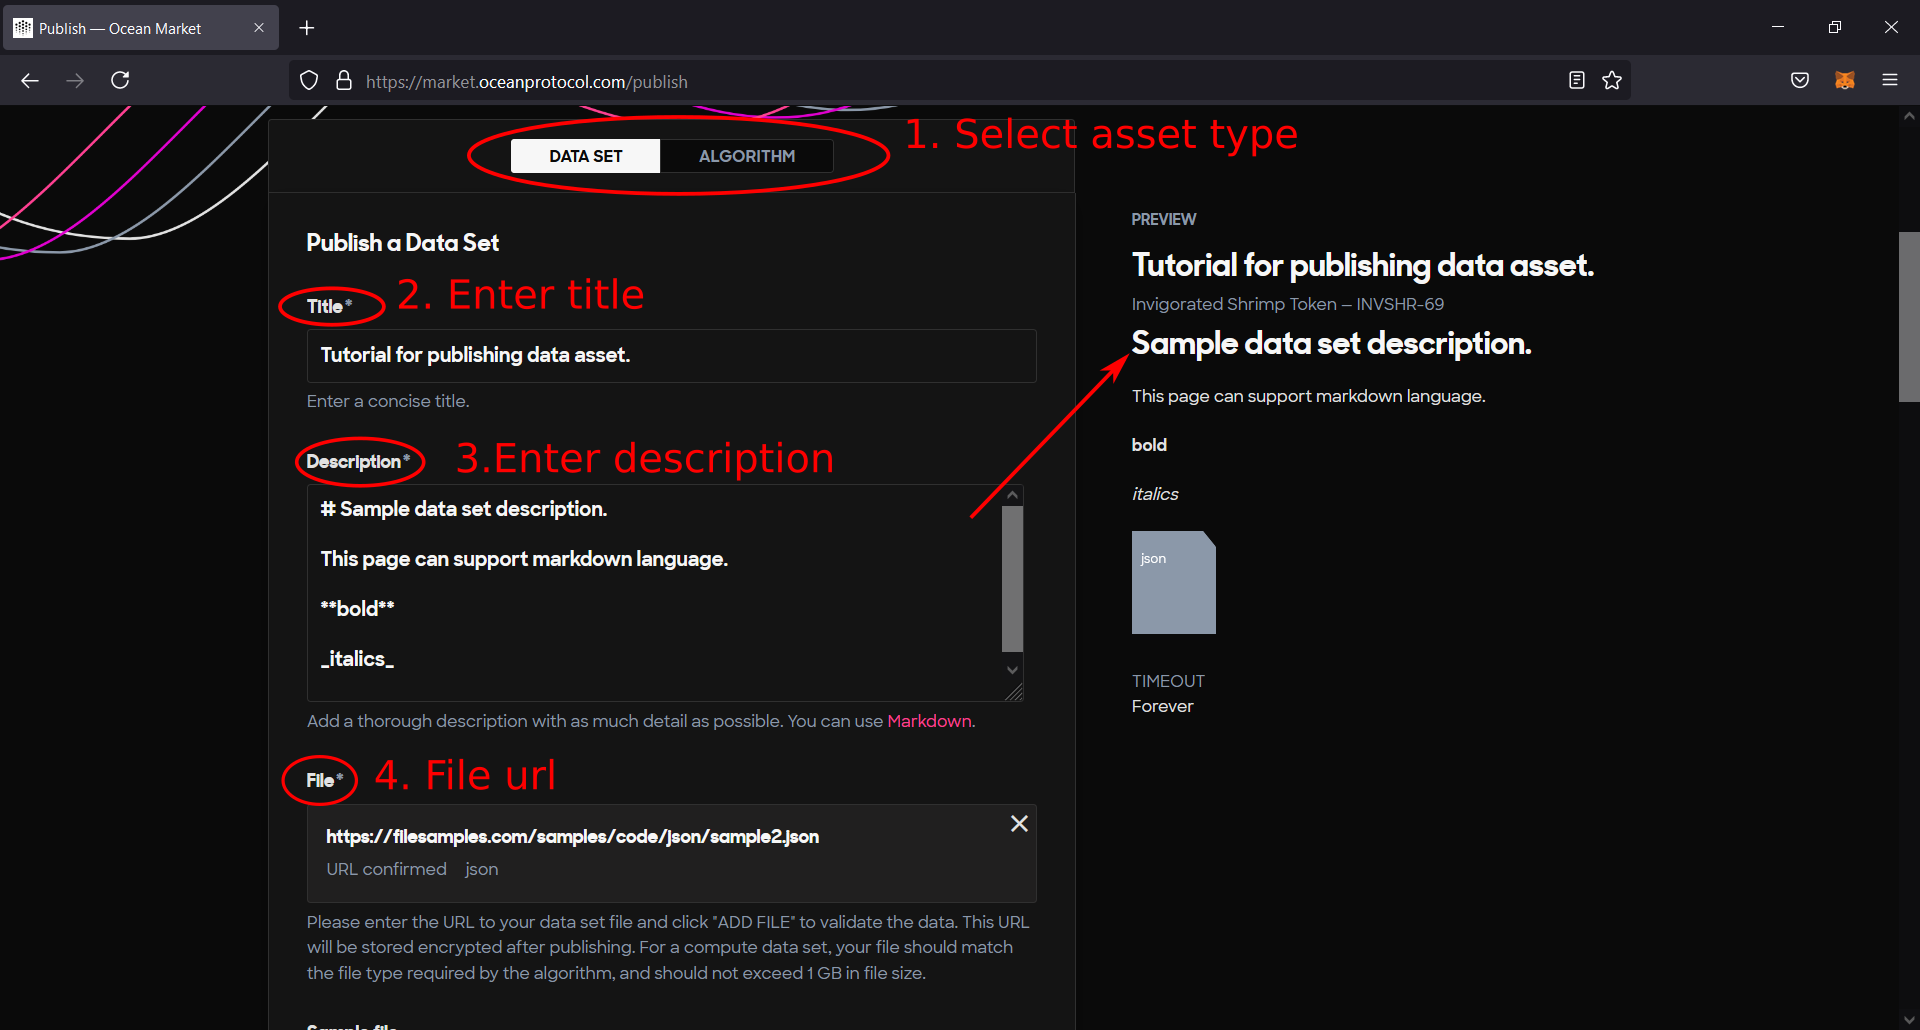 Publish — Ocean Market
https://market.oceanprotocol.com/publish
DATA SET
ALGORITHM
1. Select asset type
Publish a Data Set
Title*
2. Enter title
Tutorial for publishing data asset.
Enter a concise title.
Description*
3.Enter description
# Sample data set description.
This page can support markdown language.
**bold**
_italics_
Add a thorough description with as much detail as possible. You can use Markdown.
File*
4. File url
https://filesamples.com/samples/code/json/sample2.json
URL confirmed json
Please enter the URL to your data set file and click "ADD FILE" to validate the data. This URL
will be stored encrypted after publishing. For a compute data set, your file should match
the file type required by the algorithm, and should not exceed 1 GB in file size.
Sample file
PREVIEW
Tutorial for publishing data asset.
Invigorated Shrimp Token — INVSHR-69
Sample data set description.
This page can support markdown language.
bold
italics
json
TIMEOUT
Forever